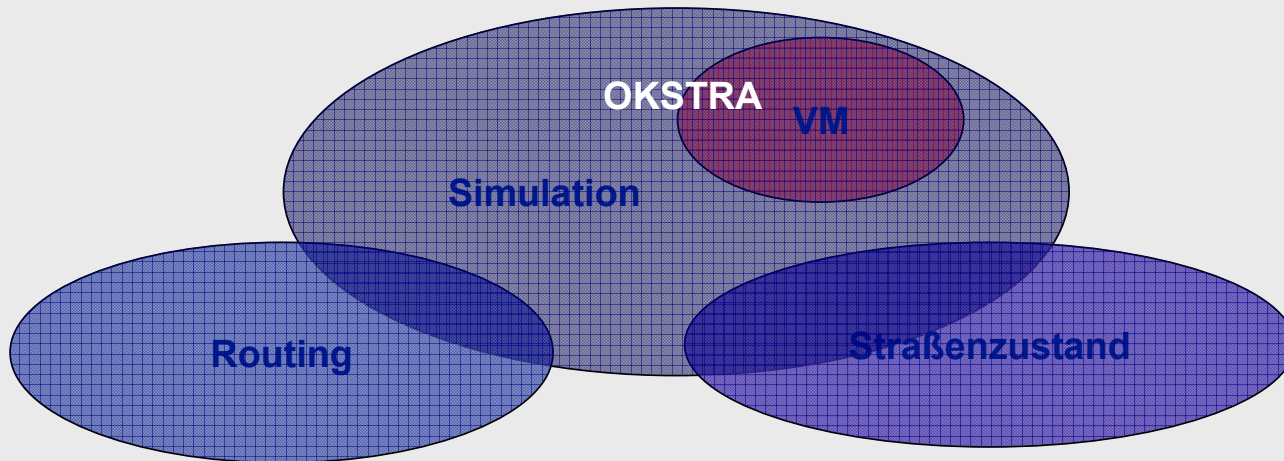 OKSTRA
VM
Simulation
Routing
Straßenzustand